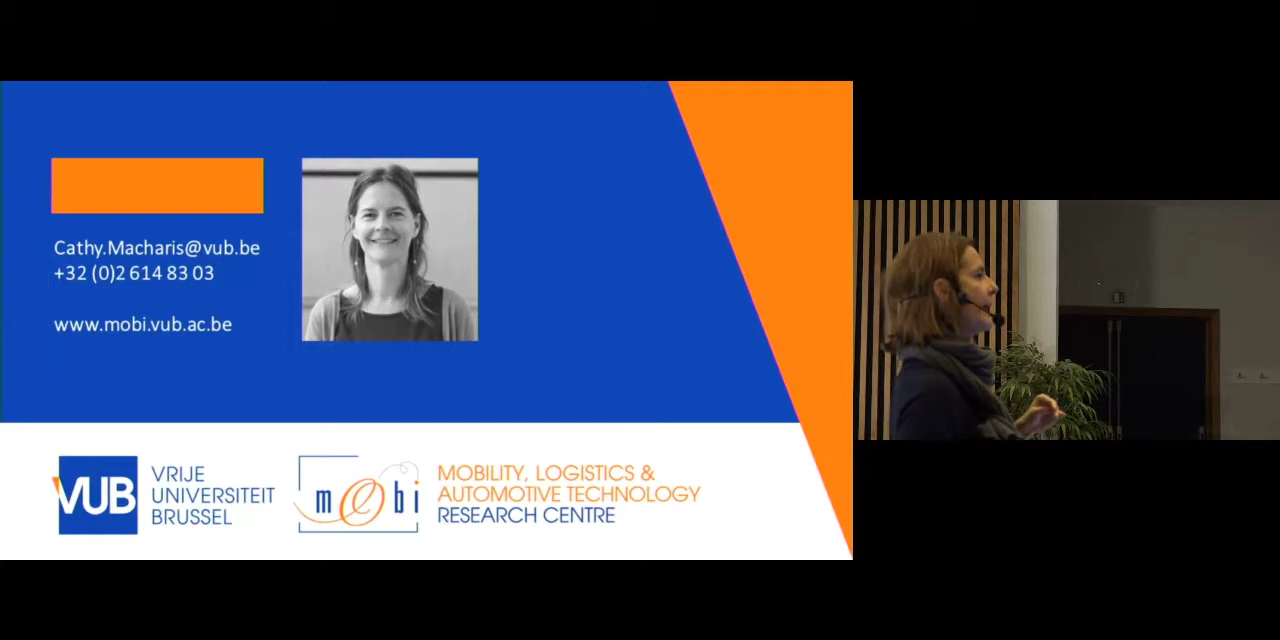 Cathy.Macharis@vub.be
+32 (0)2 614 83 03
www.mobi.vub.ac.be
VUB
VRIJE
UNIVERSITEIT
BRUSSEL
mobi
MOBILITY, LOGISTICS &
AUTOMOTIVE TECHNOLOGY
RESEARCH CENTRE